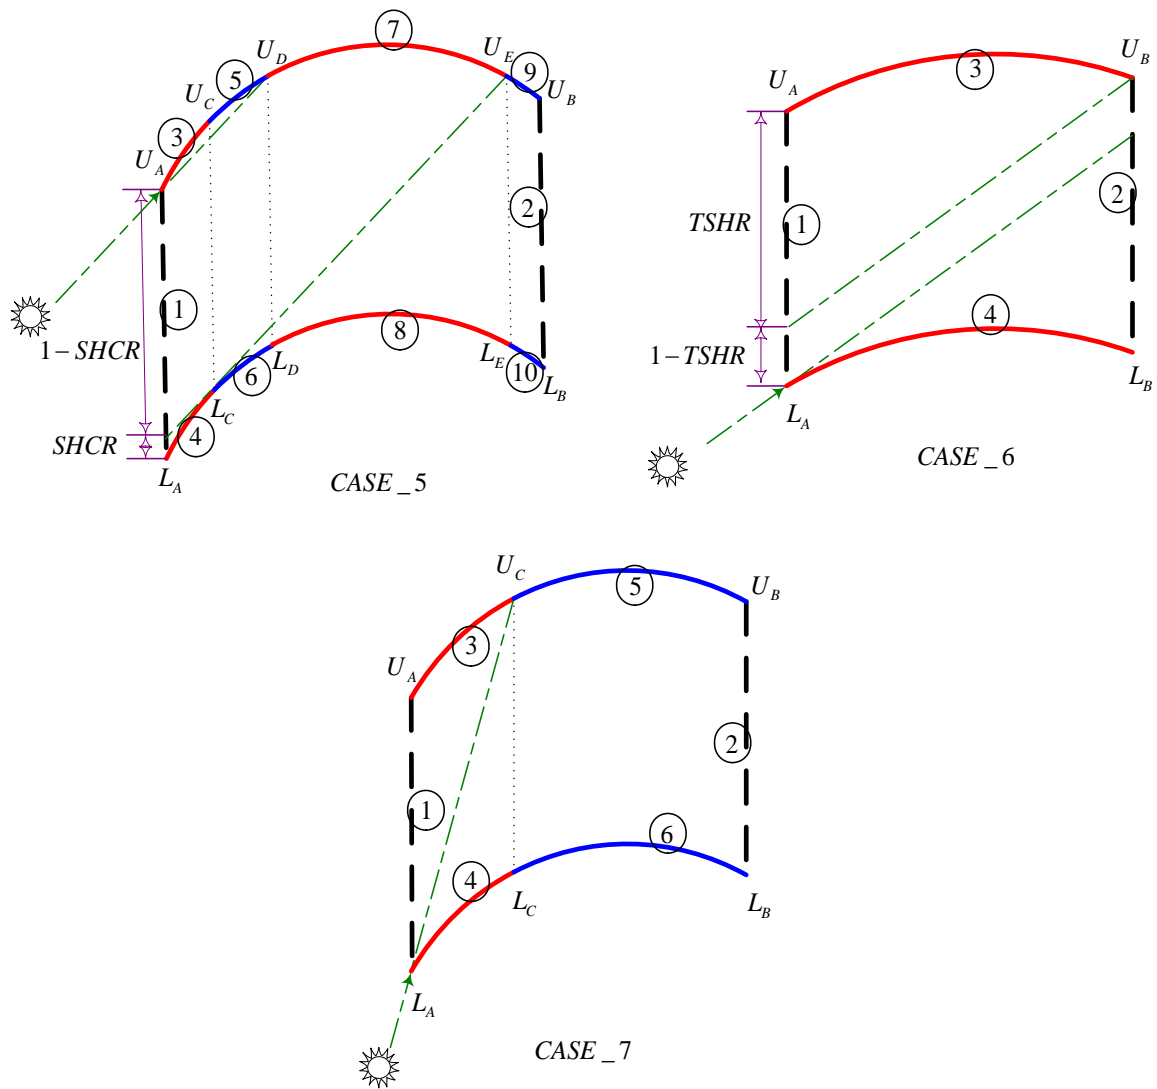 7
U_D
U_E
5
9
U_C
U_B
3
U_A
2
1
1-SHCR
8
L_D
L_E
6
10
L_B
L_C
SHCR
4
L_A
CASE _ 5
U_B
3
U_A
2
TSHR
1
4
1-TSHR
L_B
L_A
CASE _ 6
U_C
5
U_B
3
U_A
2
1
6
4
L_C
L_B
L_A
CASE _ 7